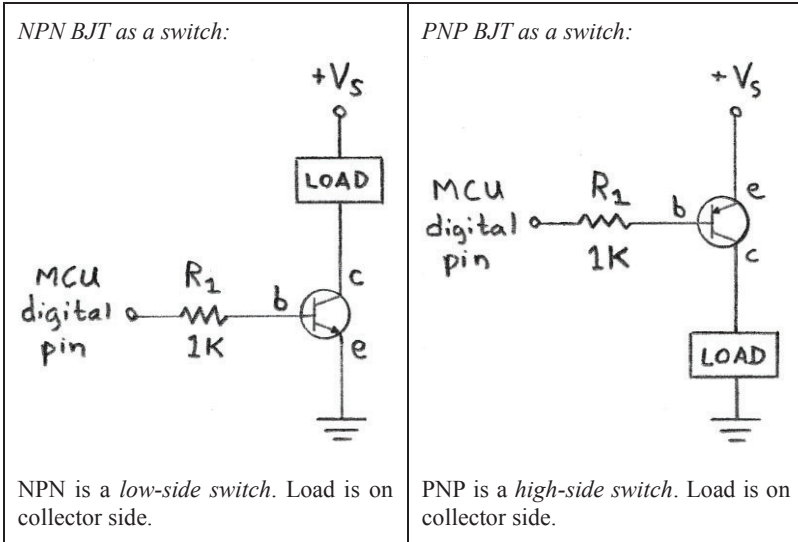 NPN BJT as a switch:
+Vs
LOAD
c
MCU
digital
pin
R1
1K
b
e
NPN is a low-side switch. Load is on
collector side.
PNP BJT as a switch:
+Vs
e
MCU
digital
pin
R1
1K
b
c
LOAD
PNP is a high-side switch. Load is on
collector side.